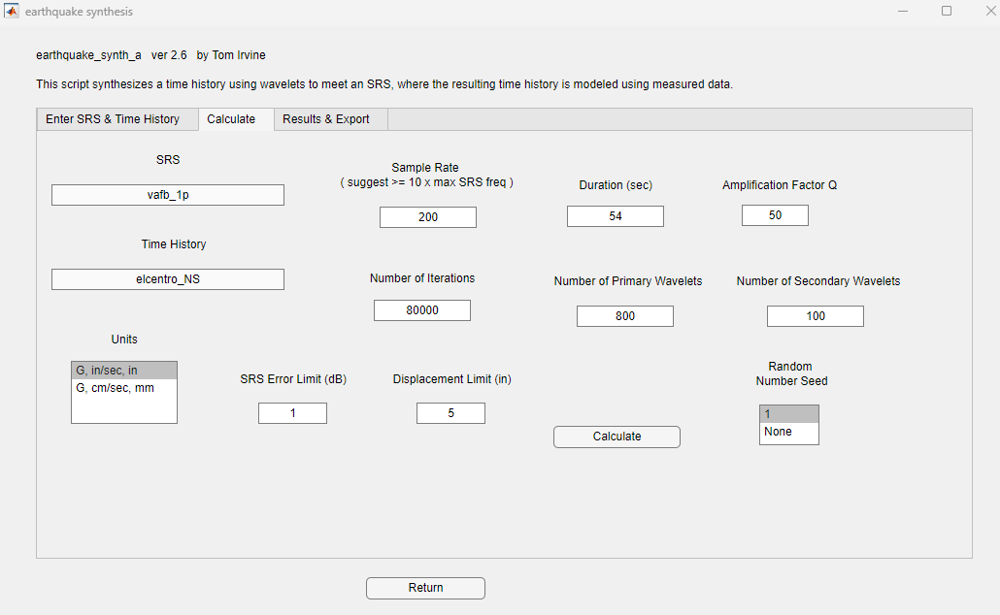 earthquake synthesis
earthquake_synth_a   ver 2.6   by Tom Irvine
This script synthesizes a time history using wavelets to meet an SRS, where the resulting time history is modeled using measured data.
Enter SRS & Time History
Calculate
Results & Export
SRS
vafb_1p
Sample Rate
( suggest >= 10 x max SRS freq )
200
Duration (sec)
54
Amplification Factor Q
50
Time History
elcentro_NS
Number of Iterations
80000
Number of Primary Wavelets
800
Number of Secondary Wavelets
100
Units
G, in/sec, in
G, cm/sec, mm
SRS Error Limit (dB)
1
Displacement Limit (in)
5
Calculate
Random
Number Seed
1
None
Return